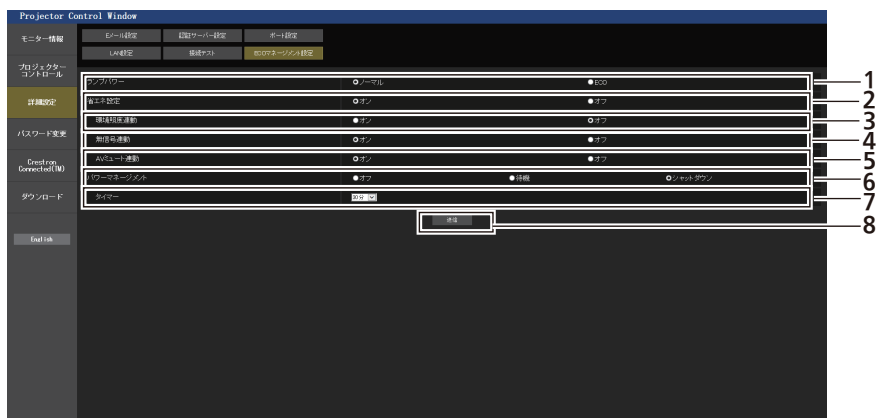 Projector Control Window
モニター情報
プロジェクター
コントロール
詳細設定
パスワード変更
Crestron
Connected(TM)
ダウンロード
English
Eメール設定 認証サーバー設定 ポート設定
LAN設定 接続テスト ECOマネージメント設定
ランプパワー ノーマル ECO 1
省エネ設定 オン オフ 2
環境照度連動 オン オフ 3
無信号連動 オン オフ 4
AVミュート連動 オン オフ 5
パワーマネージメント オフ 待機 シャットダウン 6
タイマー 30分 7
送信 8